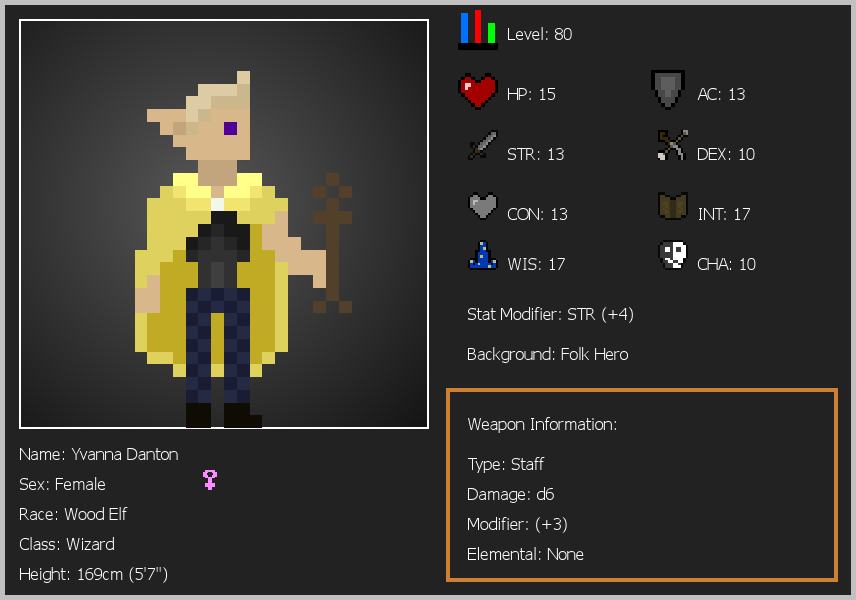 Level: 80
HP: 15
AC: 13
STR: 13
DEX: 10
CON: 13
INT: 17
WIS: 17
CHA: 10
Stat Modifier: STR (+4)
Background: Folk Hero
Weapon Information:
Type: Staff
Damage: d6
Modifier: (+3)
Elemental: None
Name: Yvanna Danton
Sex: Female
Race: Wood Elf
Class: Wizard
Height: 169cm (5'7")